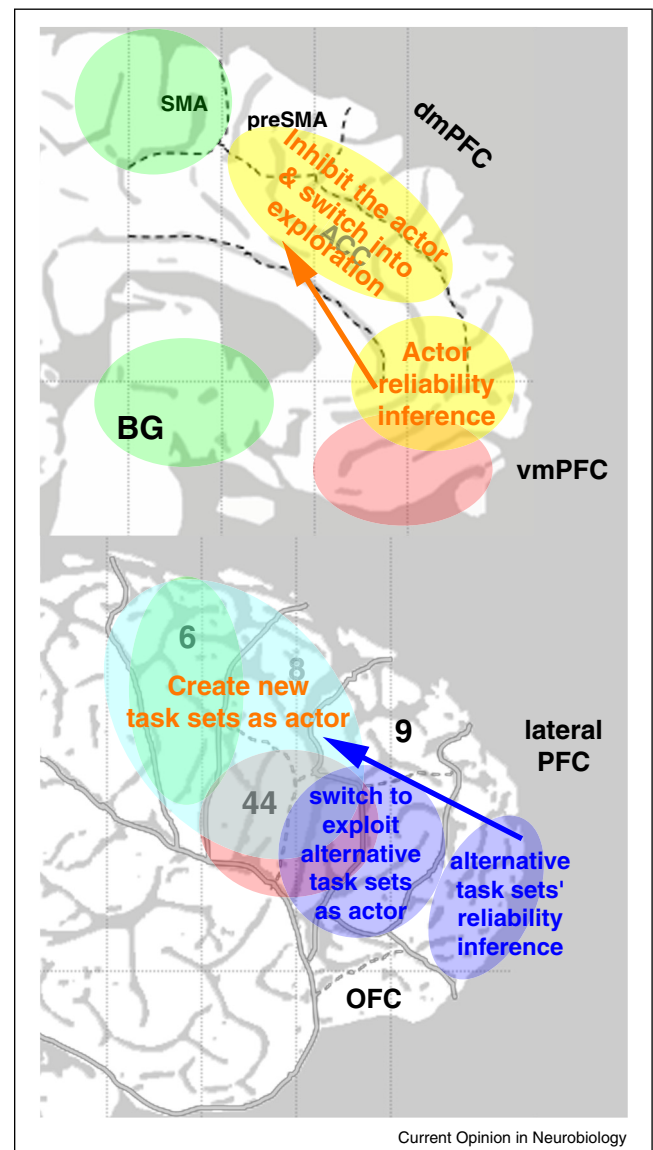 SMA
preSMA
dmPFC
Inhibit the actor
& switch into
exploration
ACC
Actor
reliability
inference
BG
vmPFC
6
8
Create new
task sets as actor
9
lateral
PFC
44
switch to
exploit
alternative
task sets
as actor
alternative
task sets'
reliability
inference
OFC
Current Opinion in Neurobiology